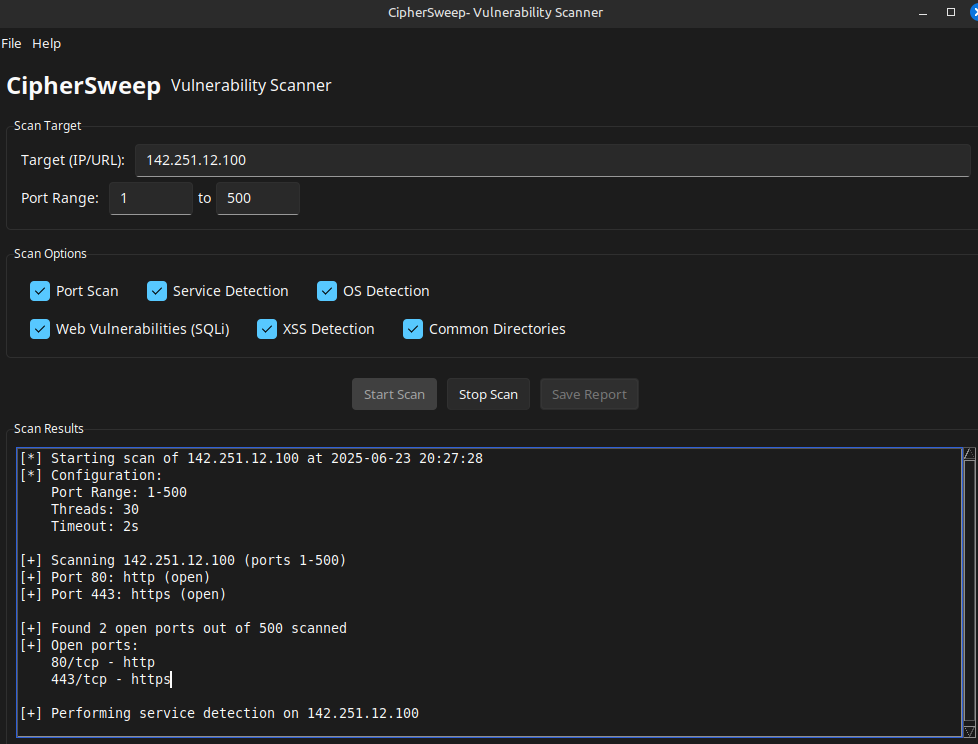 CipherSweep- Vulnerability Scanner
File Help
CipherSweep Vulnerability Scanner
Scan Target
Target (IP/URL): 142.251.12.100
Port Range: 1 to 500
Scan Options
Port Scan Service Detection OS Detection
Web Vulnerabilities (SQLi) XSS Detection Common Directories
Start Scan Stop Scan Save Report
Scan Results
[*] Starting scan of 142.251.12.100 at 2025-06-23 20:27:28
[*] Configuration:
Port Range: 1-500
Threads: 30
Timeout: 2s
[+] Scanning 142.251.12.100 (ports 1-500)
[+] Port 80: http (open)
[+] Port 443: https (open)
[+] Found 2 open ports out of 500 scanned
[+] Open ports:
80/tcp - http
443/tcp - https
[+] Performing service detection on 142.251.12.100